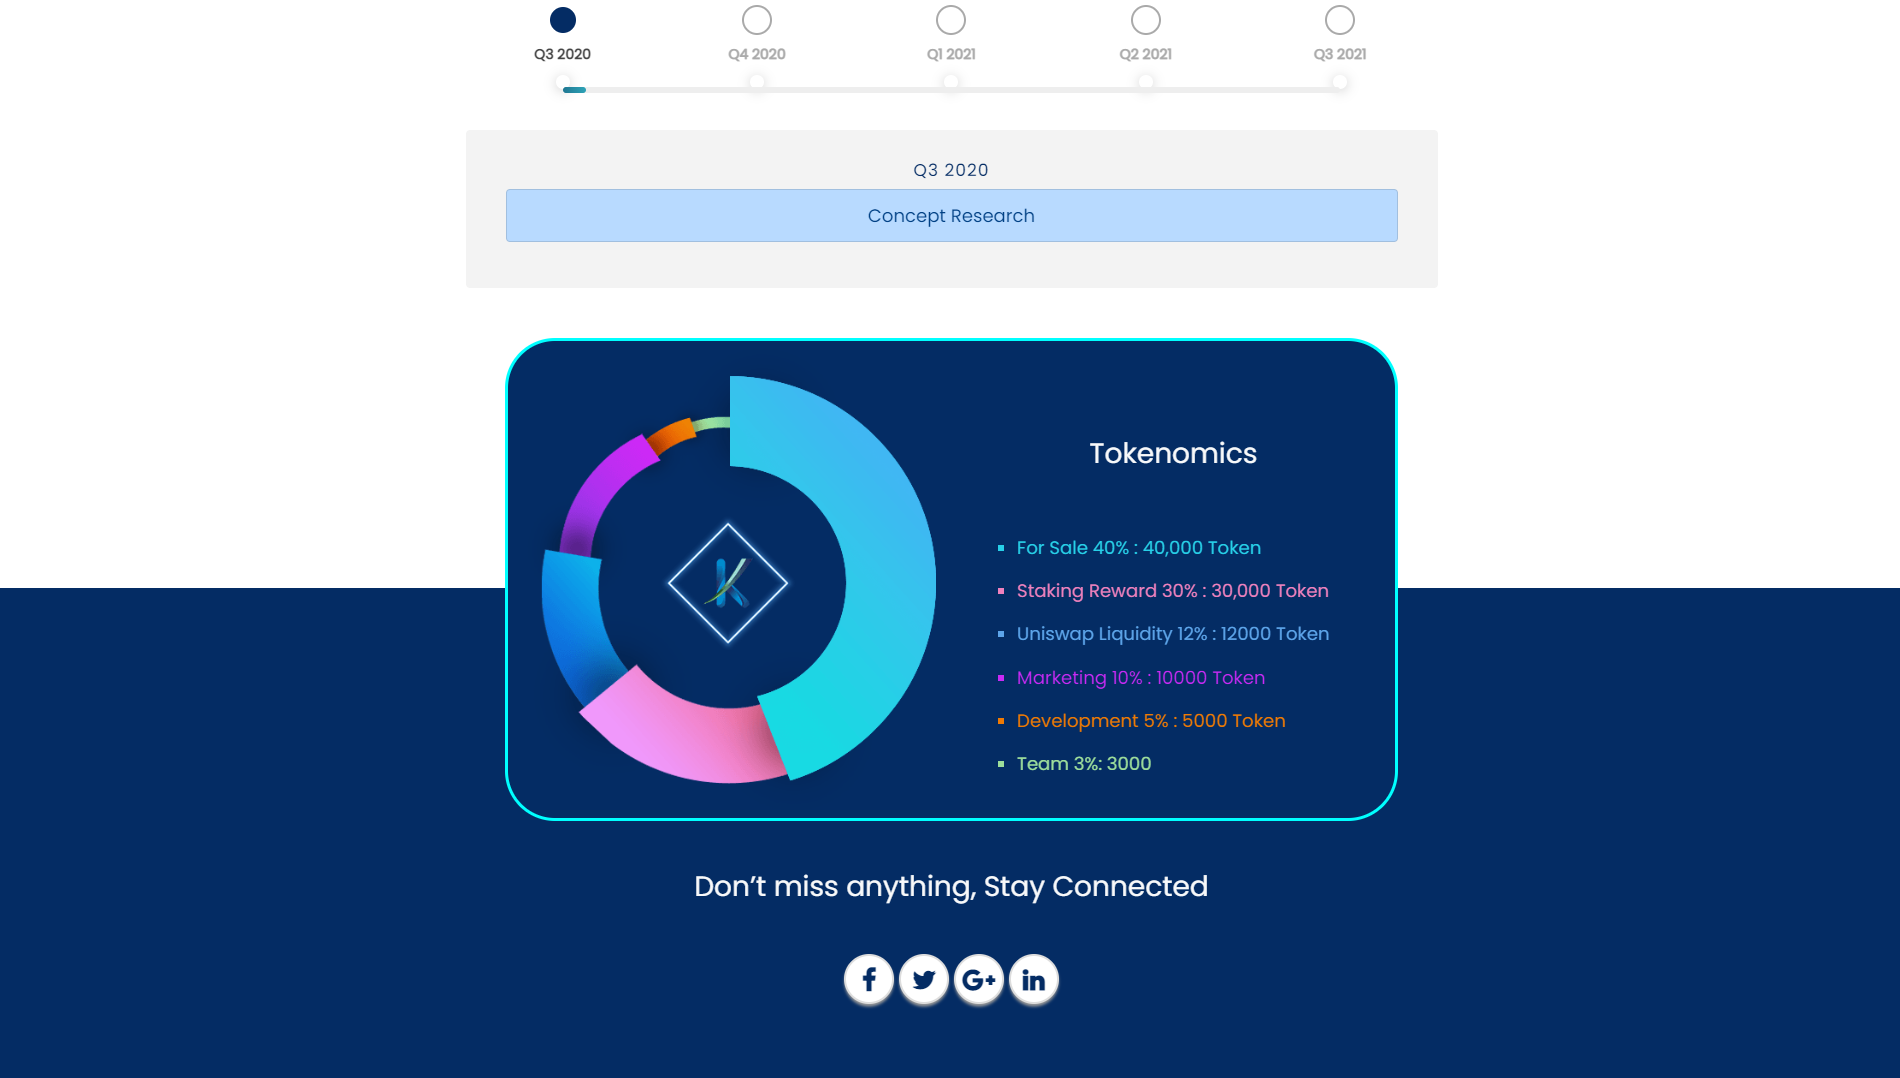 Q3 2020
Q4 2020
Q1 2021
Q2 2021
Q3 2021
Q3 2020
Concept Research
Tokenomics
For Sale 40% : 40,000 Token
Staking Reward 30% : 30,000 Token
Uniswap Liquidity 12% : 12000 Token
Marketing 10% : 10000 Token
Development 5% : 5000 Token
Team 3%: 3000
K
Don’t miss anything, Stay Connected
f
G+
in